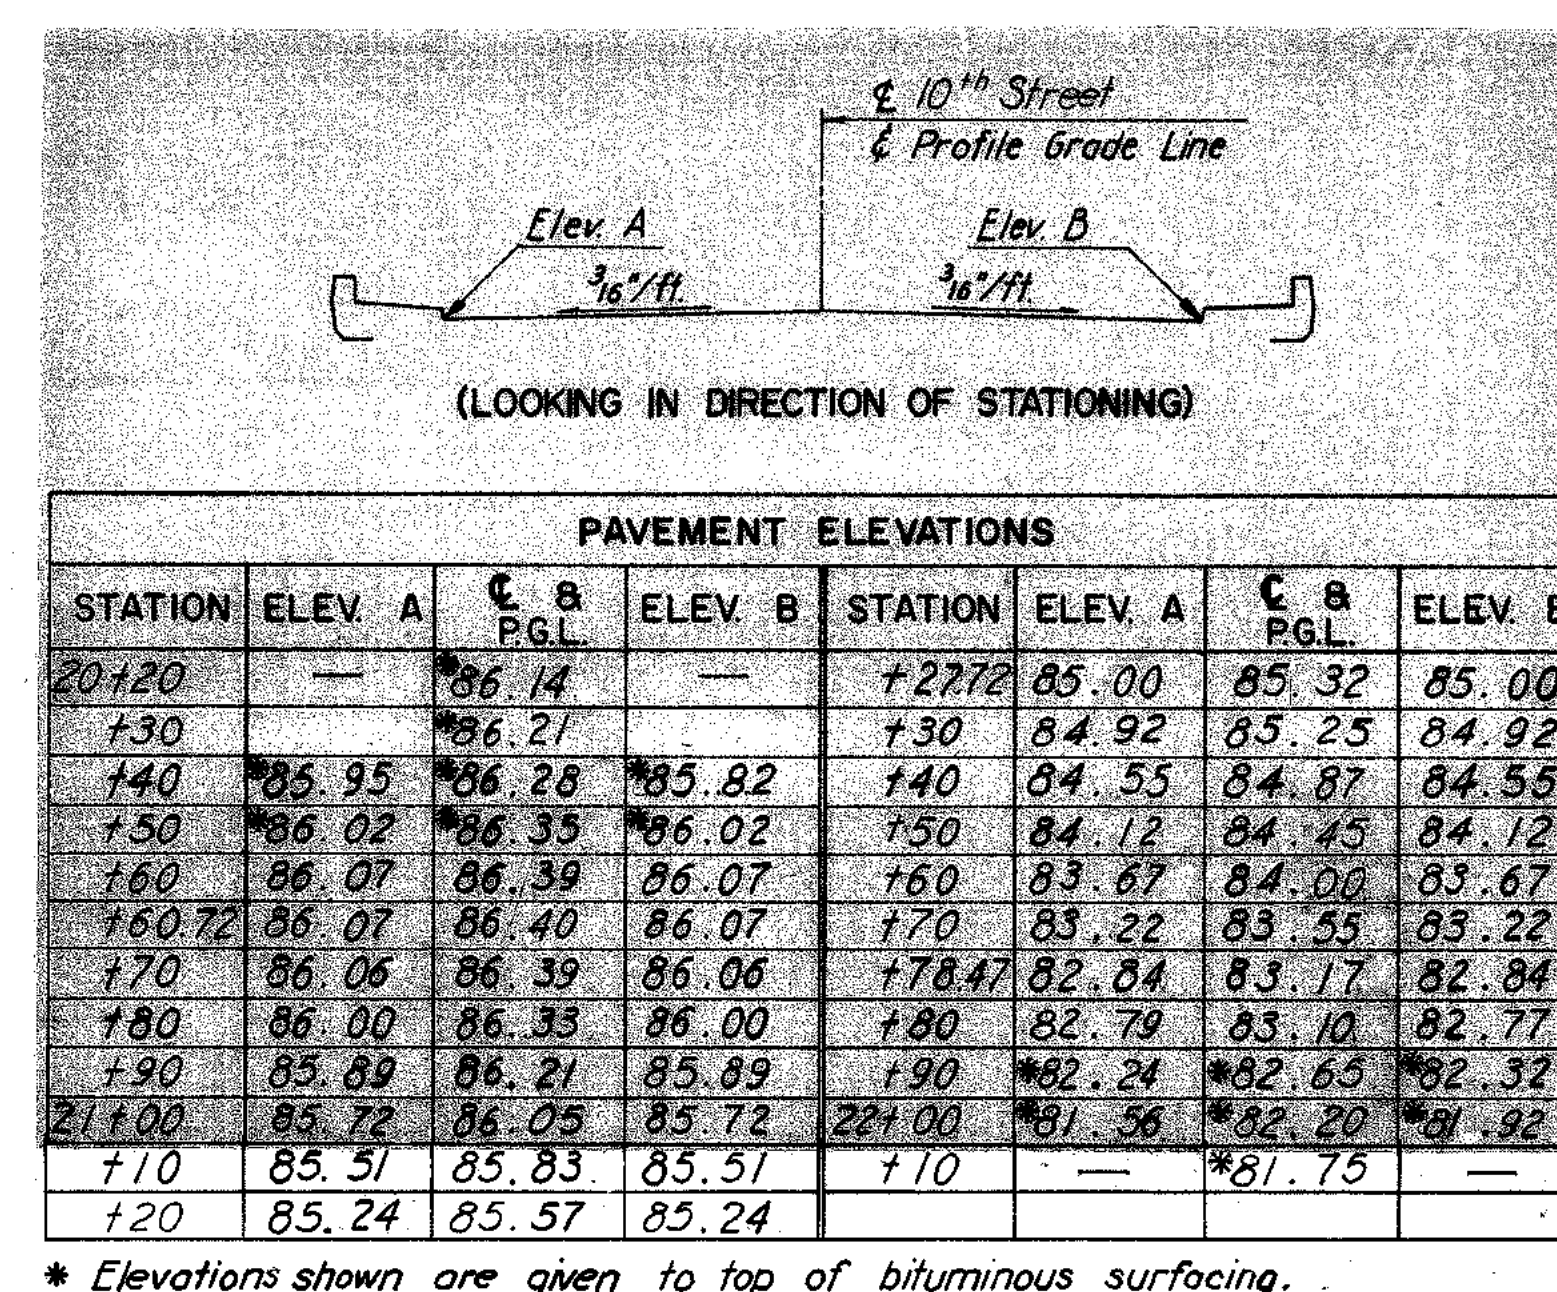 ℄ 10th Street
& Profile Grade Line
Elev. A Elev. B
3/16"/ft. 3/16"/ft.
(LOOKING IN DIRECTION OF STATIONING)
PAVEMENT ELEVATIONS
STATION ELEV. A ℄ & P.G.L. ELEV. B STATION ELEV. A ℄ & P.G.L. ELEV.
20+20 — *86.14 — +27.72 85.00 85.32 85.00
+30 *86.21 +30 84.92 85.25 84.92
+40 *85.95 *86.28 *85.82 +40 84.55 84.87 84.55
+50 *86.02 *86.35 *86.02 +50 84.12 84.45 84.12
+60 86.07 86.39 86.07 +60 83.67 84.00 83.67
+60.72 86.07 86.40 86.07 +70 83.22 83.55 83.22
+70 86.06 86.39 86.06 +78.47 82.84 83.17 82.84
+80 86.00 86.33 86.00 +80 82.79 83.10 82.77
+90 85.89 86.21 85.89 +90 *82.24 *82.65 *82.32
21+00 85.72 86.05 85.72 22+00 *81.56 *82.20 *81.92
+10 85.51 85.83 85.51 +10 — *81.75 —
+20 85.24 85.57 85.24
* Elevations shown are given to top of bituminous surfacing.